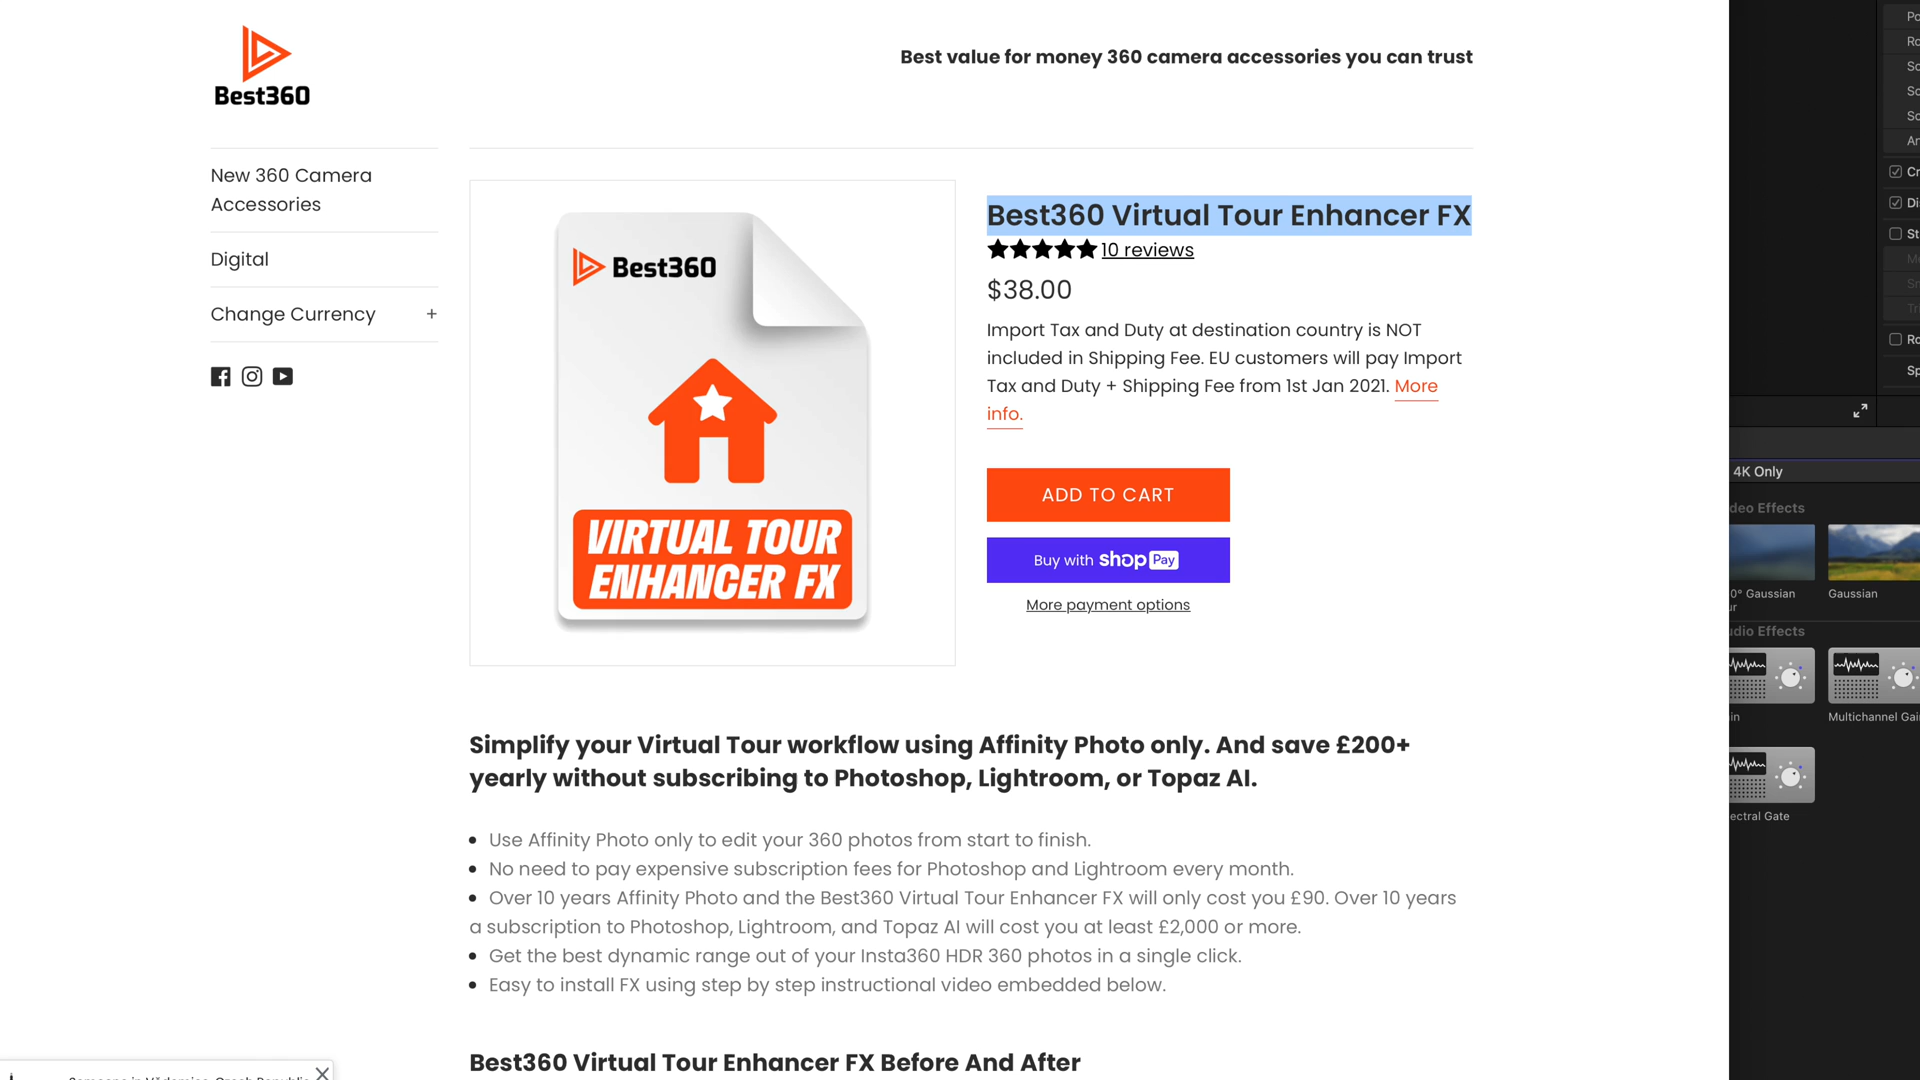 Best360
Best value for money 360 camera accessories you can trust
New 360 Camera
Accessories
Digital
Change Currency +
Best360
VIRTUAL TOUR
ENHANCER FX
Best360 Virtual Tour Enhancer FX
10 reviews
$38.00
Import Tax and Duty at destination country is NOT
included in Shipping Fee. EU customers will pay Import
Tax and Duty + Shipping Fee from 1st Jan 2021. More
info.
ADD TO CART
Buy with shop Pay
More payment options
Simplify your Virtual Tour workflow using Affinity Photo only. And save £200+
yearly without subscribing to Photoshop, Lightroom, or Topaz AI.
Use Affinity Photo only to edit your 360 photos from start to finish.
No need to pay expensive subscription fees for Photoshop and Lightroom every month.
Over 10 years Affinity Photo and the Best360 Virtual Tour Enhancer FX will only cost you £90. Over 10 years
a subscription to Photoshop, Lightroom, and Topaz AI will cost you at least £2,000 or more.
Get the best dynamic range out of your Insta360 HDR 360 photos in a single click.
Easy to install FX using step by step instructional video embedded below.
Best360 Virtual Tour Enhancer FX Before And After
4K Only
Effects
Gaussian
Gaussian
Effects
Multichannel
Gate